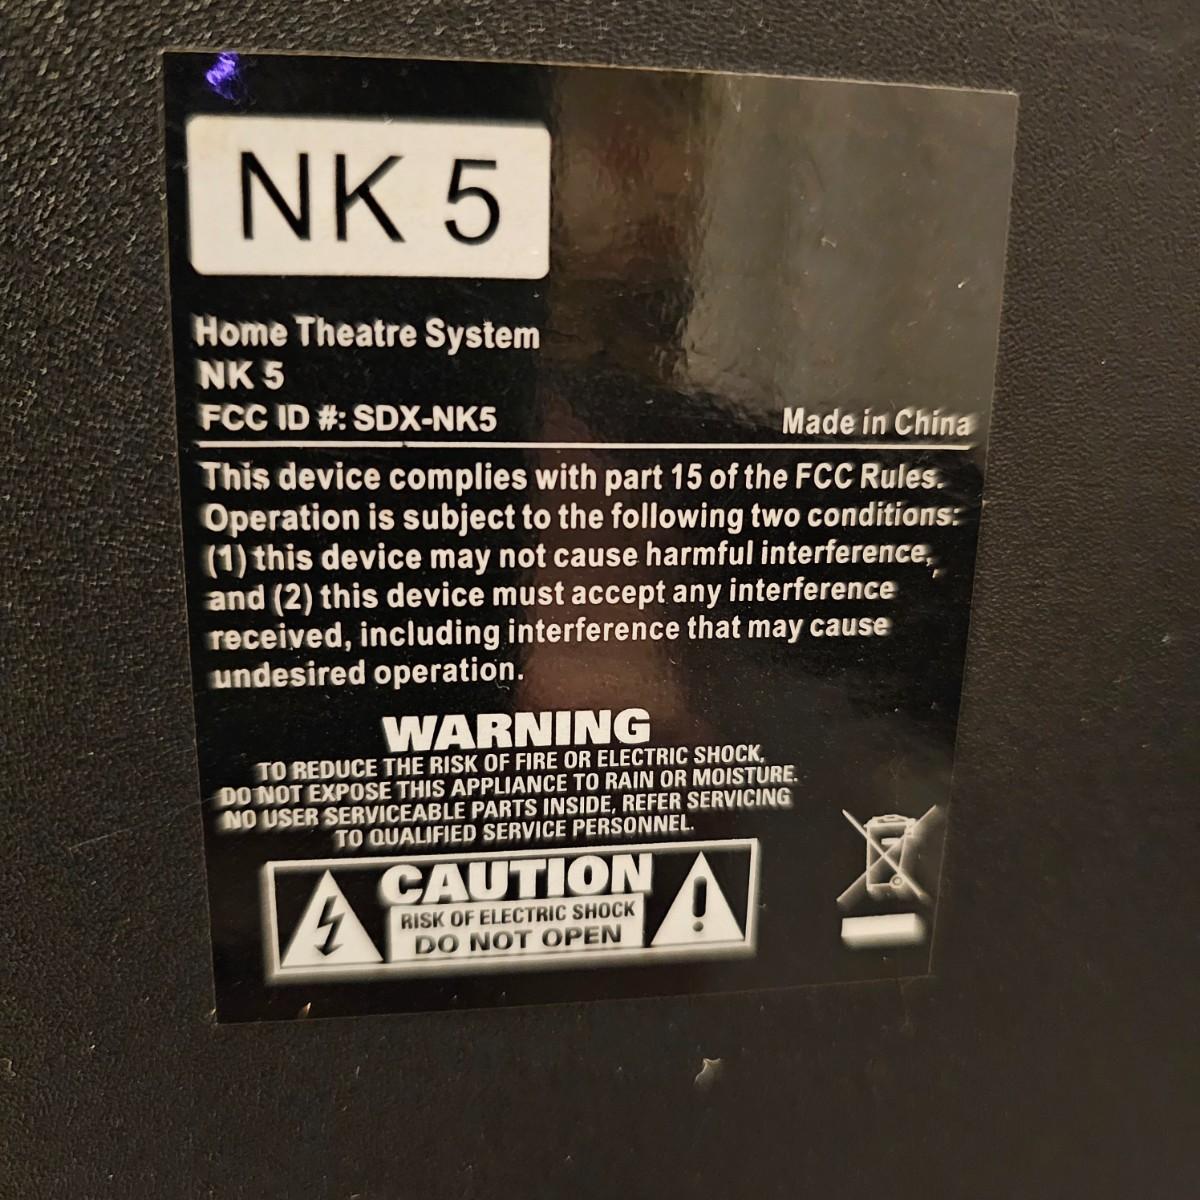 NK 5
Home Theatre System
NK 5
FCC ID #: SDX-NK5
Made in China
This device complies with part 15 of the FCC Rules.
Operation is subject to the following two conditions:
(1) this device may not cause harmful interference,
and (2) this device must accept any interference
received, including interference that may cause
undesired operation.
WARNING
TO REDUCE THE RISK OF FIRE OR ELECTRIC SHOCK,
DO NOT EXPOSE THIS APPLIANCE TO RAIN OR MOISTURE.
NO USER SERVICEABLE PARTS INSIDE, REFER SERVICING
TO QUALIFIED SERVICE PERSONNEL.
CAUTION
RISK OF ELECTRIC SHOCK
DO NOT OPEN